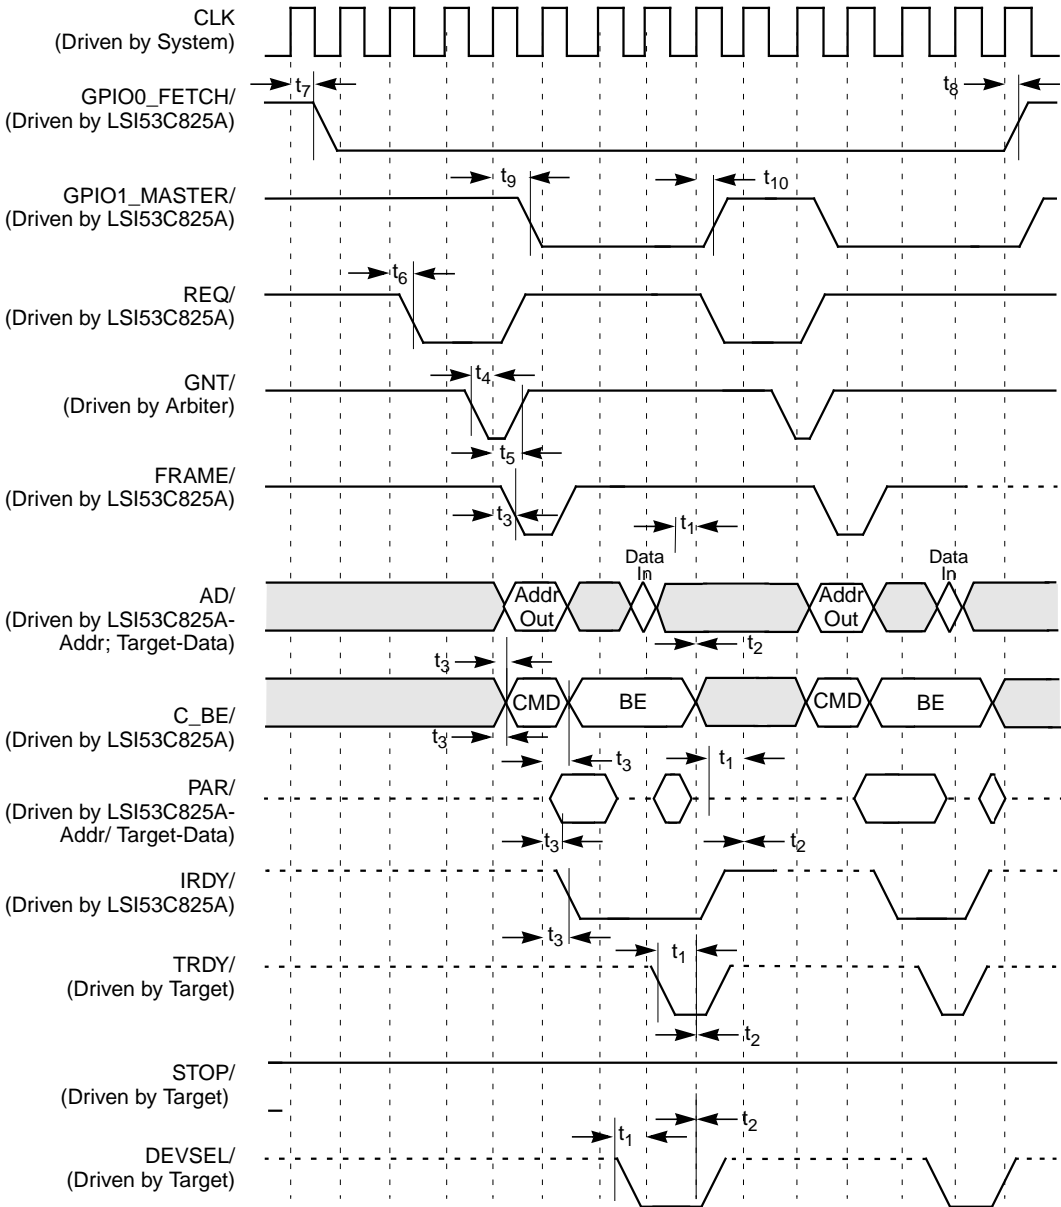 CLK
(Driven by System)
t7
t8
GPIO0_FETCH/
(Driven by LSI53C825A)
t9
t10
GPIO1_MASTER/
(Driven by LSI53C825A)
t6
REQ/
(Driven by LSI53C825A)
t4
GNT/
(Driven by Arbiter)
t5
FRAME/
(Driven by LSI53C825A)
t3
t1
Data
In
Data
In
AD/
(Driven by LSI53C825A-
Addr; Target-Data)
Addr
Out
Addr
Out
t2
t3
C_BE/
(Driven by LSI53C825A)
CMD
BE
CMD
BE
t3
t3
t1
PAR/
(Driven by LSI53C825A-
Addr/ Target-Data)
t3
t2
IRDY/
(Driven by LSI53C825A)
t3
t1
TRDY/
(Driven by Target)
t2
STOP/
(Driven by Target)
t2
t1
DEVSEL/
(Driven by Target)